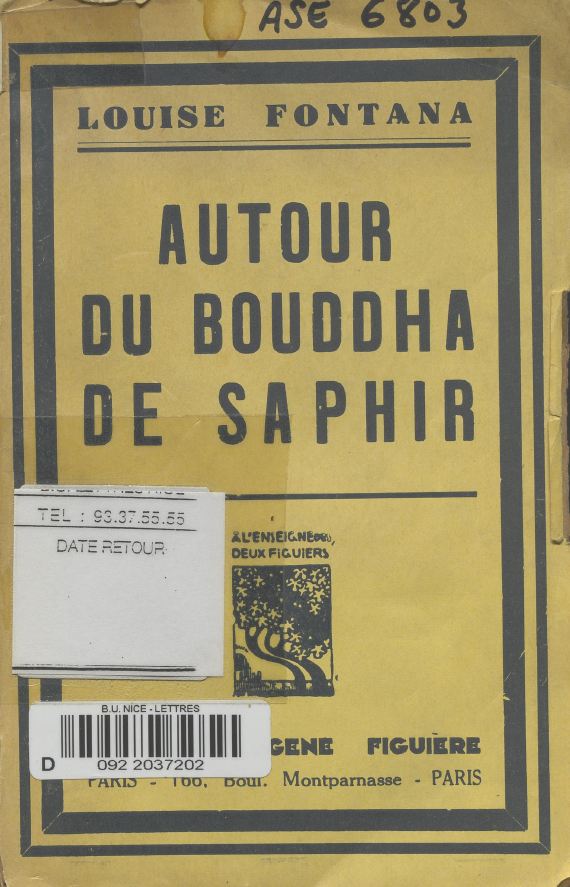 ASE 6803
LOUISE FONTANA
AUTOUR
DU BOUDDHA
DE SAPHIR
TEL : 93.37.55.55
DATE RETOUR
A L'ENSEIGNE DES
DEUX FIGUIERS
B.U. NICE - LETTRES
D 092 2037202
GENE FIGUIÈRE
PARIS - 166, Boul. Montparnasse - PARIS